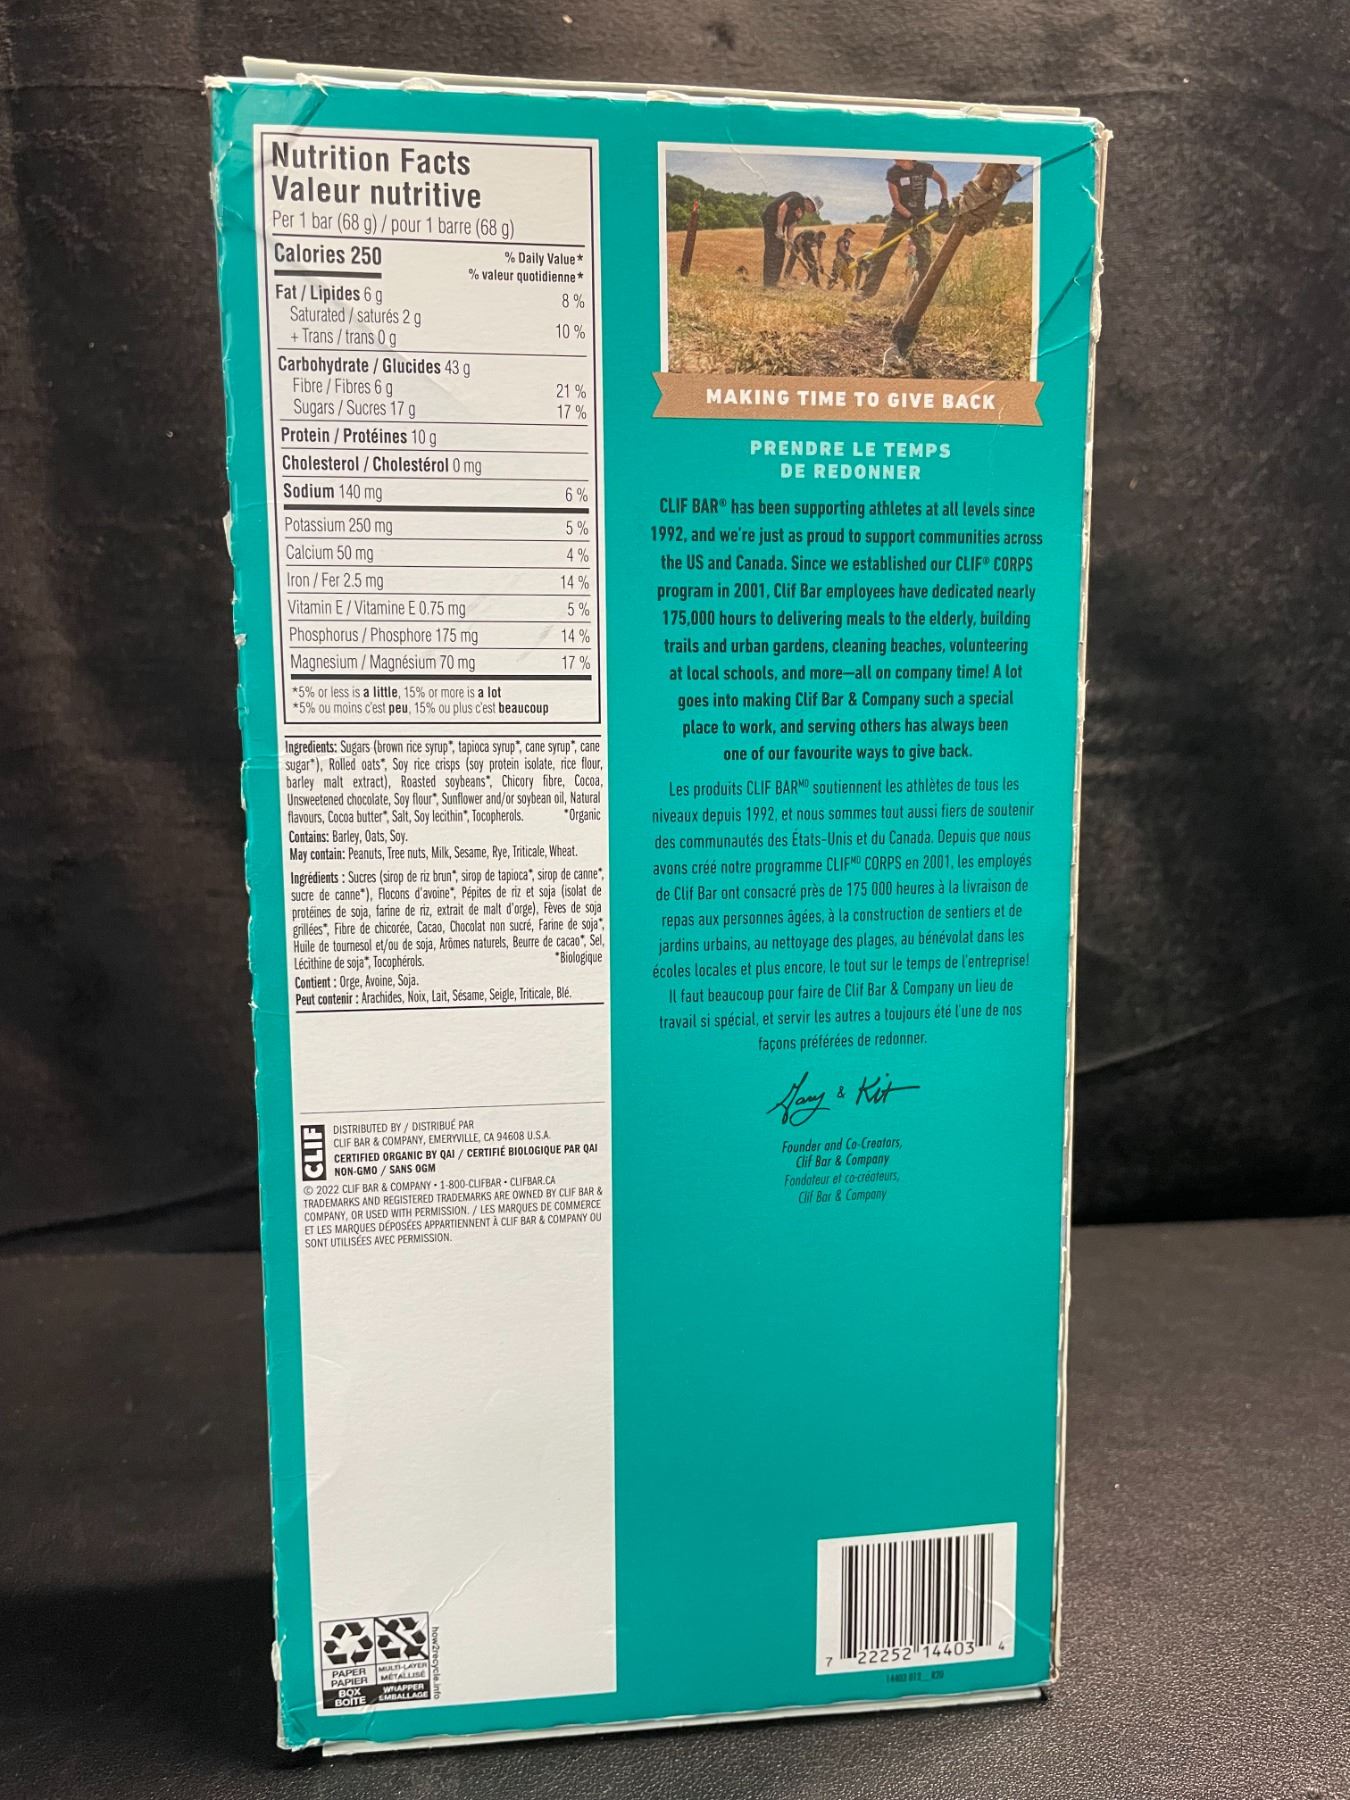 Nutrition Facts
Valeur nutritive
Per 1 bar (68 g) / pour 1 barre (68 g)
Calories 250
% Daily Value*
% valeur quotidienne*
Fat / Lipides 6 g 8 %
Saturated / saturés 2 g
+ Trans / trans 0 g 10 %
Carbohydrate / Glucides 43 g
Fibre / Fibres 6 g 21 %
Sugars / Sucres 17 g 17 %
Protein / Protéines 10 g
Cholesterol / Cholestérol 0 mg
Sodium 140 mg 6 %
Potassium 250 mg 5 %
Calcium 50 mg 4 %
Iron / Fer 2.5 mg 14 %
Vitamin E / Vitamine E 0.75 mg 5 %
Phosphorus / Phosphore 175 mg 14 %
Magnesium / Magnésium 70 mg 17 %
*5% or less is a little, 15% or more is a lot
*5% ou moins c'est peu, 15% ou plus c'est beaucoup
Ingredients: Sugars (brown rice syrup*, tapioca syrup*, cane syrup*, cane
sugar*), Rolled oats*, Soy rice crisps (soy protein isolate, rice flour,
barley malt extract), Roasted soybeans*, Chicory fibre, Cocoa,
Unsweetened chocolate, Soy flour*, Sunflower and/or soybean oil, Natural
flavours, Cocoa butter*, Salt, Soy lecithin*, Tocopherols. *Organic
Contains: Barley, Oats, Soy.
May contain: Peanuts, Tree nuts, Milk, Sesame, Rye, Triticale, Wheat.
Ingrédients : Sucres (sirop de riz brun*, sirop de tapioca*, sirop de canne*,
sucre de canne*), Flocons d'avoine*, Pépites de riz et soja (isolat de
protéines de soja, farine de riz, extrait de malt d'orge), Fèves de soja
grillées*, Fibre de chicorée, Cacao, Chocolat non sucré, Farine de soja*,
Huile de tournesol et/ou de soja, Arômes naturels, Beurre de cacao*, Sel,
Lécithine de soja*, Tocophérols. *Biologique
Contient : Orge, Avoine, Soja.
Peut contenir : Arachides, Noix, Lait, Sésame, Seigle, Triticale, Blé.
CLIF
DISTRIBUTED BY / DISTRIBUÉ PAR
CLIF BAR & COMPANY, EMERYVILLE, CA 94608 U.S.A.
CERTIFIED ORGANIC BY QAI / CERTIFIÉ BIOLOGIQUE PAR QAI
NON-GMO / SANS OGM
© 2022 CLIF BAR & COMPANY • 1-800-CLIFBAR • CLIFBAR.CA
TRADEMARKS AND REGISTERED TRADEMARKS ARE OWNED BY CLIF BAR &
COMPANY, OR USED WITH PERMISSION. / LES MARQUES DE COMMERCE
ET LES MARQUES DÉPOSÉES APPARTIENNENT À CLIF BAR & COMPANY OU
SONT UTILISÉES AVEC PERMISSION.
PAPER
PAPIER
BOX
BOÎTE
MULTI-LAYER
MÉTALLISÉ
WRAPPER
EMBALLAGE
how2recycle.info
MAKING TIME TO GIVE BACK
PRENDRE LE TEMPS
DE REDONNER
CLIF BAR® has been supporting athletes at all levels since
1992, and we're just as proud to support communities across
the US and Canada. Since we established our CLIF® CORPS
program in 2001, Clif Bar employees have dedicated nearly
175,000 hours to delivering meals to the elderly, building
trails and urban gardens, cleaning beaches, volunteering
at local schools, and more—all on company time! A lot
goes into making Clif Bar & Company such a special
place to work, and serving others has always been
one of our favourite ways to give back.
Les produits CLIF BARMD soutiennent les athlètes de tous les
niveaux depuis 1992, et nous sommes tout aussi fiers de soutenir
des communautés des États-Unis et du Canada. Depuis que nous
avons créé notre programme CLIFMD CORPS en 2001, les employés
de Clif Bar ont consacré près de 175 000 heures à la livraison de
repas aux personnes âgées, à la construction de sentiers et de
jardins urbains, au nettoyage des plages, au bénévolat dans les
écoles locales et plus encore, le tout sur le temps de l'entreprise!
Il faut beaucoup pour faire de Clif Bar & Company un lieu de
travail si spécial, et servir les autres a toujours été l'une de nos
façons préférées de redonner.
Gary & Kit
Founder and Co-Creators,
Clif Bar & Company
Fondateur et co-créateurs,
Clif Bar & Company
7 22252 14403 4